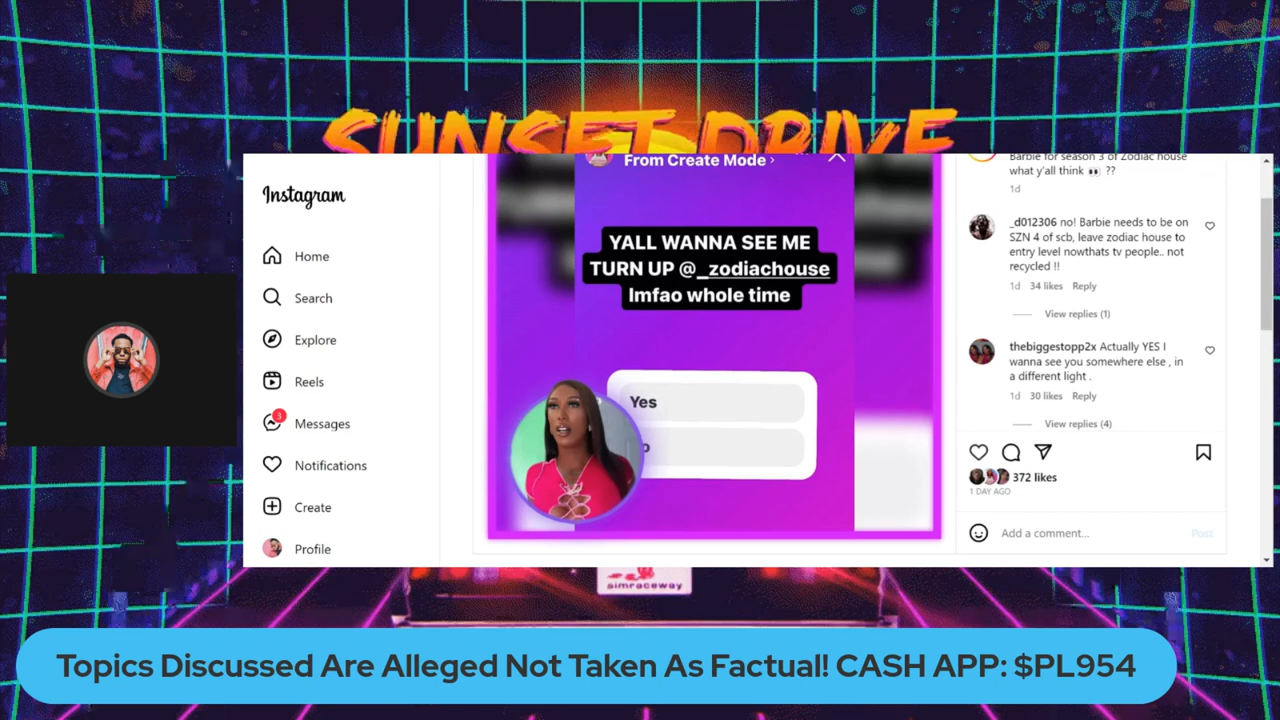 SUNSET DRIVE
Instagram
Home
Search
Explore
Reels
3
Messages
Notifications
Create
Profile
From Create Mode ›
YALL WANNA SEE ME
TURN UP @_zodiachouse
lmfao whole time
Yes
Barbie for season 3 of Zodiac house
what y'all think 👀 ??
1d
_d012306 no! Barbie needs to be on
SZN 4 of scb, leave zodiac house to
entry level nowthats tv people.. not
recycled !!
1d 34 likes Reply
View replies (1)
thebiggestopp2x Actually YES I
wanna see you somewhere else , in
a different light .
1d 30 likes Reply
View replies (4)
372 likes
1 DAY AGO
Add a comment...
Post
simraceway
Topics Discussed Are Alleged Not Taken As Factual! CASH APP: $PL954